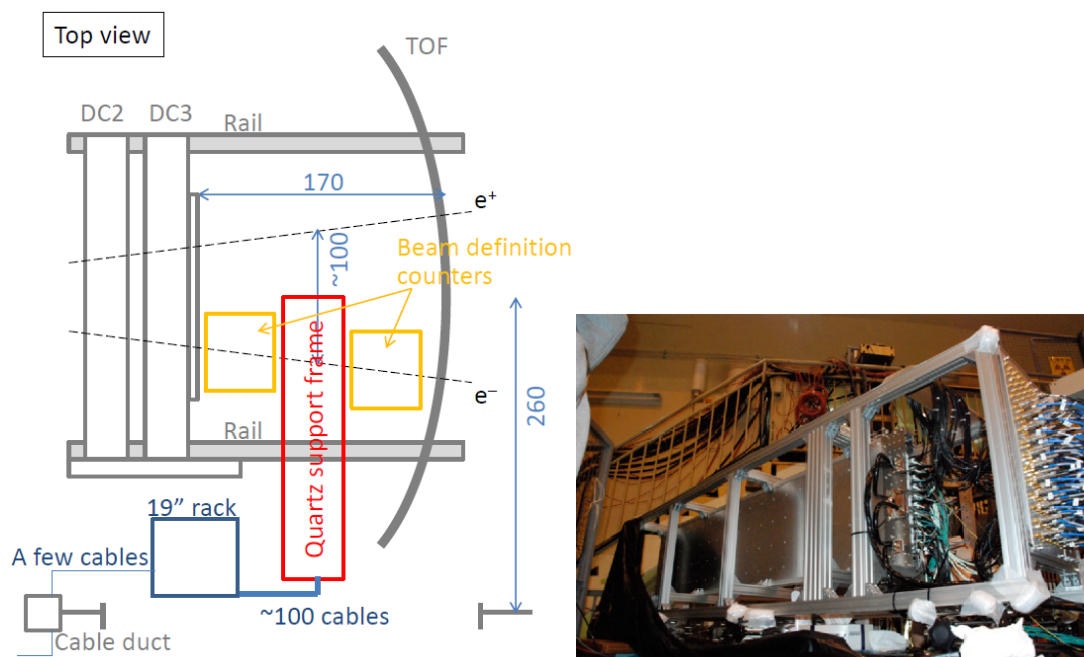 Top view
TOF
DC2
DC3
Rail
170
e⁺
~100
Beam definition
counters
Quartz support frame
e⁻
260
Rail
19” rack
A few cables
~100 cables
Cable duct